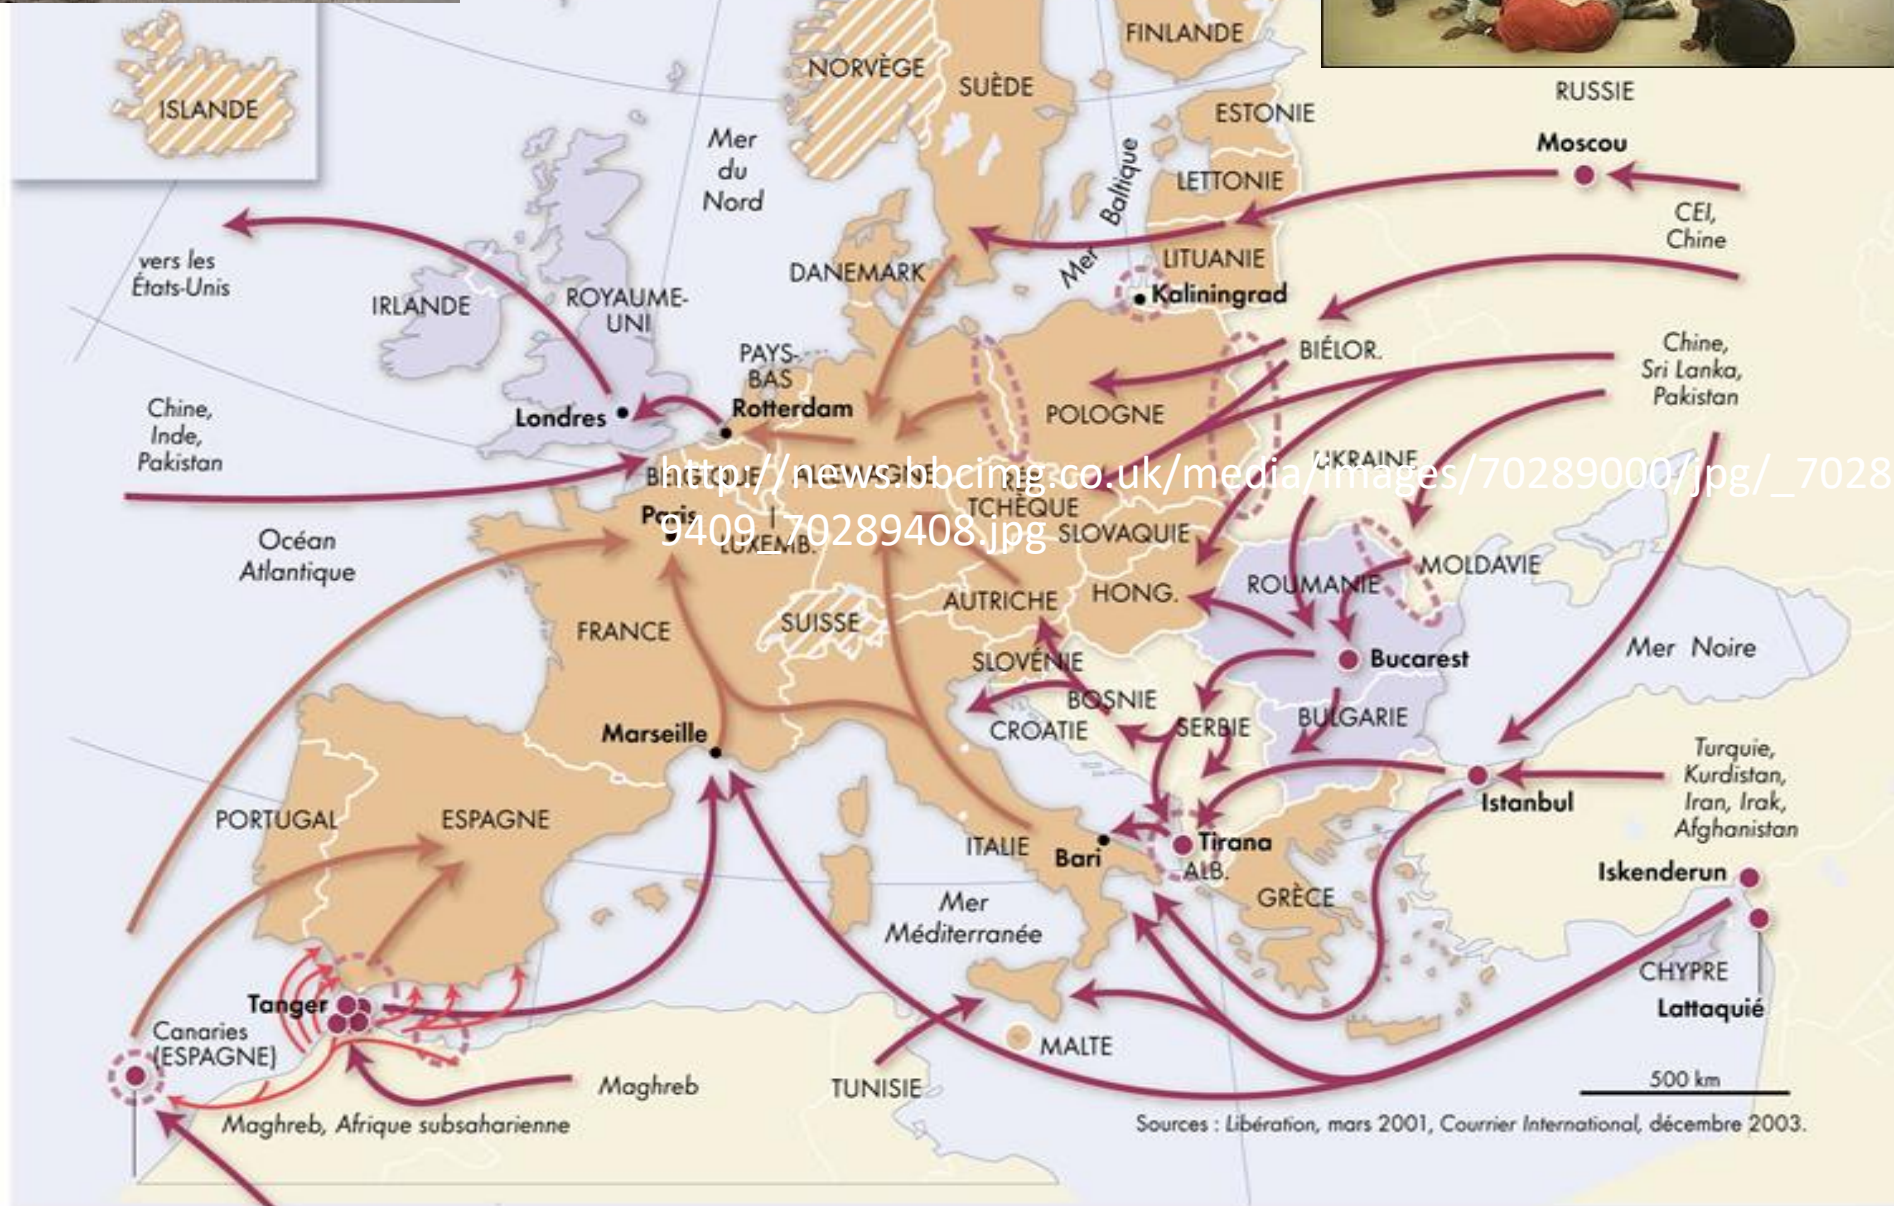 FINLANDE
NORVÈGE
SUÈDE
RUSSIE
ISLANDE
ESTONIE
Mer
du
Nord
Moscou
Mer Baltique
LETTONIE
CEI,
Chine
vers les
États-Unis
LITUANIE
DANEMARK
IRLANDE
ROYAUME-
UNI
Kaliningrad
PAYS-
BAS
BIÉLOR.
Chine,
Sri Lanka,
Pakistan
Chine,
Inde,
Pakistan
Londres
Rotterdam
POLOGNE
UKRAINE
BELGIQUE
ALLEMAGNE
RÉP.
TCHÈQUE
http://news.bbcimg.co.uk/media/images/70289000/jpg/_7028
9409_70289408.jpg
Paris
LUXEMB.
SLOVAQUIE
Océan
Atlantique
MOLDAVIE
ROUMANIE
AUTRICHE
HONG.
FRANCE
SUISSE
SLOVÉNIE
Bucarest
Mer Noire
BOSNIE
CROATIE
SERBIE
BULGARIE
Marseille
Turquie,
Kurdistan,
Iran, Irak,
Afghanistan
Istanbul
PORTUGAL
ESPAGNE
ITALIE
Bari
Tirana
ALB.
GRÈCE
Iskenderun
Mer
Méditerranée
CHYPRE
Lattaquié
Tanger
Canaries
(ESPAGNE)
MALTE
Maghreb
TUNISIE
500 km
Maghreb, Afrique subsaharienne
Sources : Libération, mars 2001, Courrier International, décembre 2003.